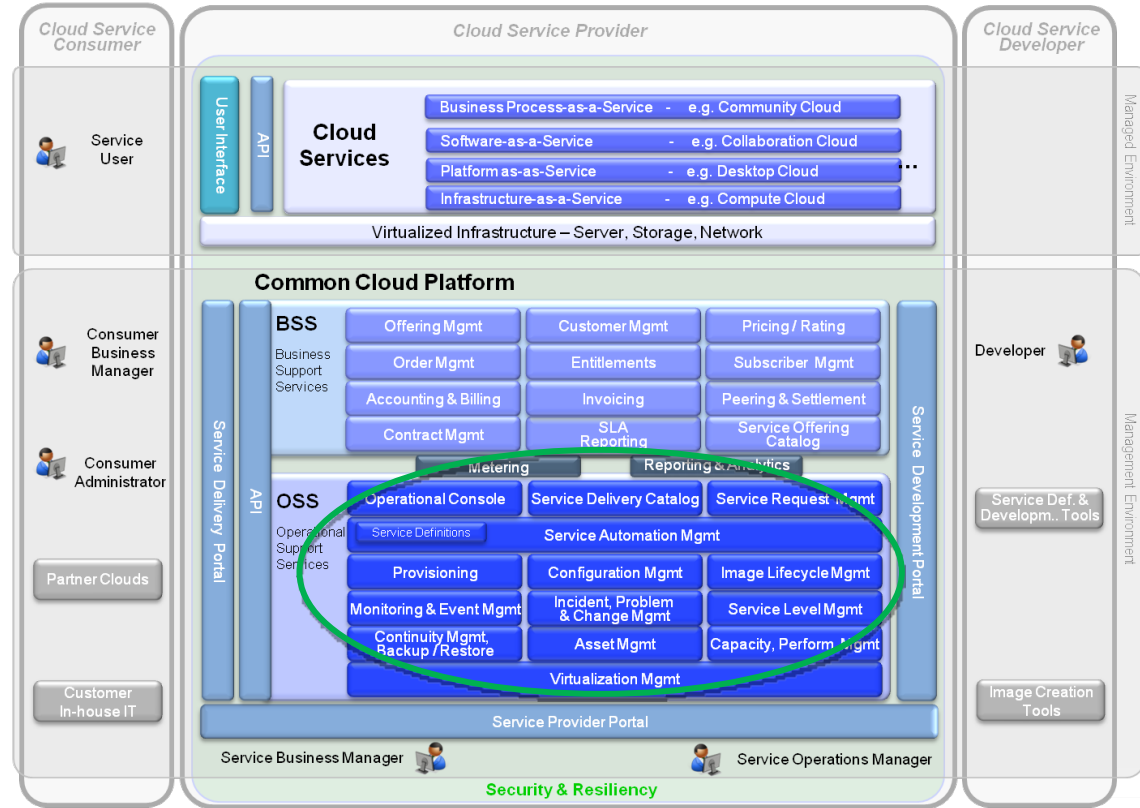 Cloud Service
Consumer
Cloud Service Provider
Cloud Service
Developer
Managed Environment
Service
User
User Interface
API
Cloud
Services
Business Process-as-a-Service - e.g. Community Cloud
Software-as-a-Service - e.g. Collaboration Cloud
Platform as-as-Service - e.g. Desktop Cloud
Infrastructure-as-a-Service - e.g. Compute Cloud
...
Virtualized Infrastructure – Server, Storage, Network
Common Cloud Platform
Management Environment
Consumer
Business
Manager
Consumer
Administrator
Partner Clouds
Customer
In-house IT
Service Delivery Portal
API
BSS
Business
Support
Services
Offering Mgmt
Customer Mgmt
Pricing / Rating
Order Mgmt
Entitlements
Subscriber Mgmt
Accounting & Billing
Invoicing
Peering & Settlement
Contract Mgmt
SLA
Reporting
Service Offering
Catalog
Metering
Reporting & Analytics
OSS
Operational
Support
Services
Operational Console
Service Delivery Catalog
Service Request Mgmt
Service Definitions
Service Automation Mgmt
Provisioning
Configuration Mgmt
Image Lifecycle Mgmt
Monitoring & Event Mgmt
Incident, Problem
& Change Mgmt
Service Level Mgmt
Continuity Mgmt,
Backup / Restore
Asset Mgmt
Capacity, Perform. Mgmt
Virtualization Mgmt
Service Development Portal
Developer
Service Def. &
Developm.. Tools
Image Creation
Tools
Service Provider Portal
Service Business Manager
Service Operations Manager
Security & Resiliency